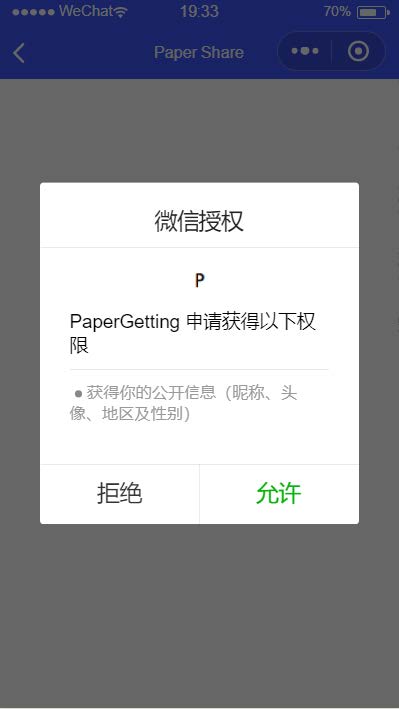 WeChat 19:33 70%
Paper Share
微信授权
P
PaperGetting 申请获得以下权
限
获得你的公开信息（昵称、头
像、地区及性别）
拒绝 允许